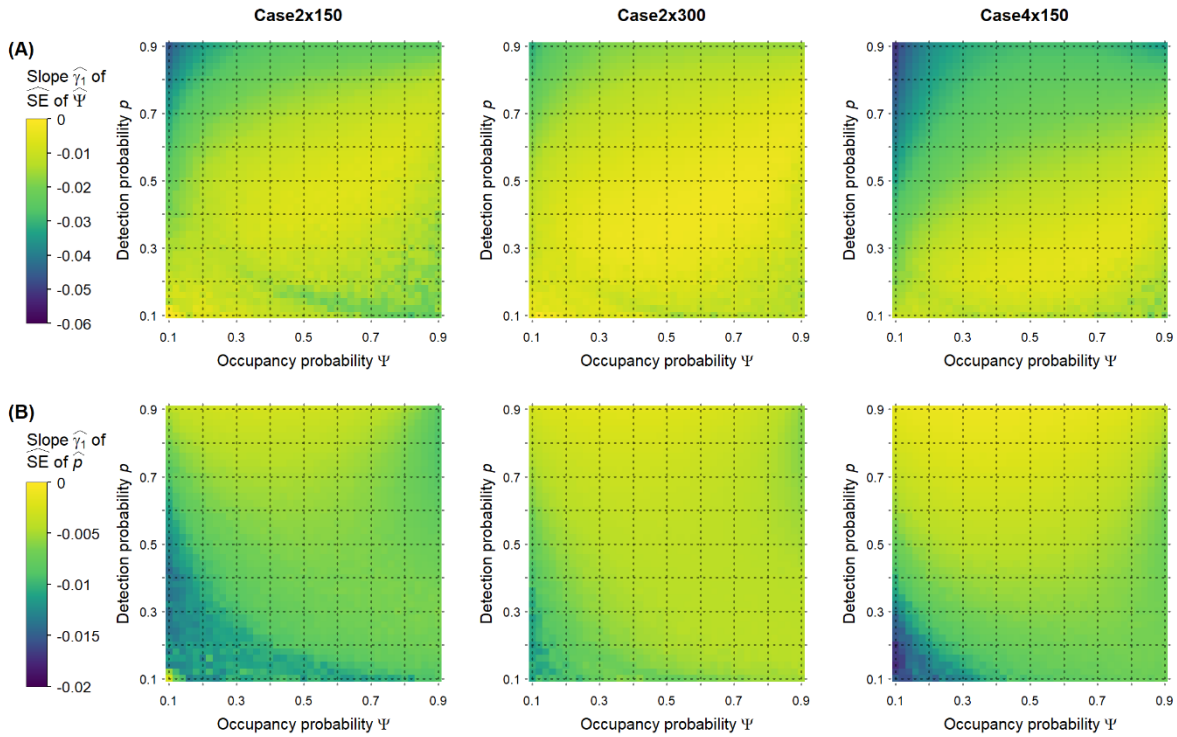 Case2x150 Case2x300 Case4x150
(A)
Slope γ̂₁ of
SE of Ψ̂
0
-0.01
-0.02
-0.03
-0.04
-0.05
-0.06
Detection probability p
0.9
0.7
0.5
0.3
0.1
0.1 0.3 0.5 0.7 0.9
Occupancy probability Ψ
Detection probability p
0.9
0.7
0.5
0.3
0.1
0.1 0.3 0.5 0.7 0.9
Occupancy probability Ψ
Detection probability p
0.9
0.7
0.5
0.3
0.1
0.1 0.3 0.5 0.7 0.9
Occupancy probability Ψ
(B)
Slope γ̂₁ of
SE of p̂
0
-0.005
-0.01
-0.015
-0.02
Detection probability p
0.9
0.7
0.5
0.3
0.1
0.1 0.3 0.5 0.7 0.9
Occupancy probability Ψ
Detection probability p
0.9
0.7
0.5
0.3
0.1
0.1 0.3 0.5 0.7 0.9
Occupancy probability Ψ
Detection probability p
0.9
0.7
0.5
0.3
0.1
0.1 0.3 0.5 0.7 0.9
Occupancy probability Ψ